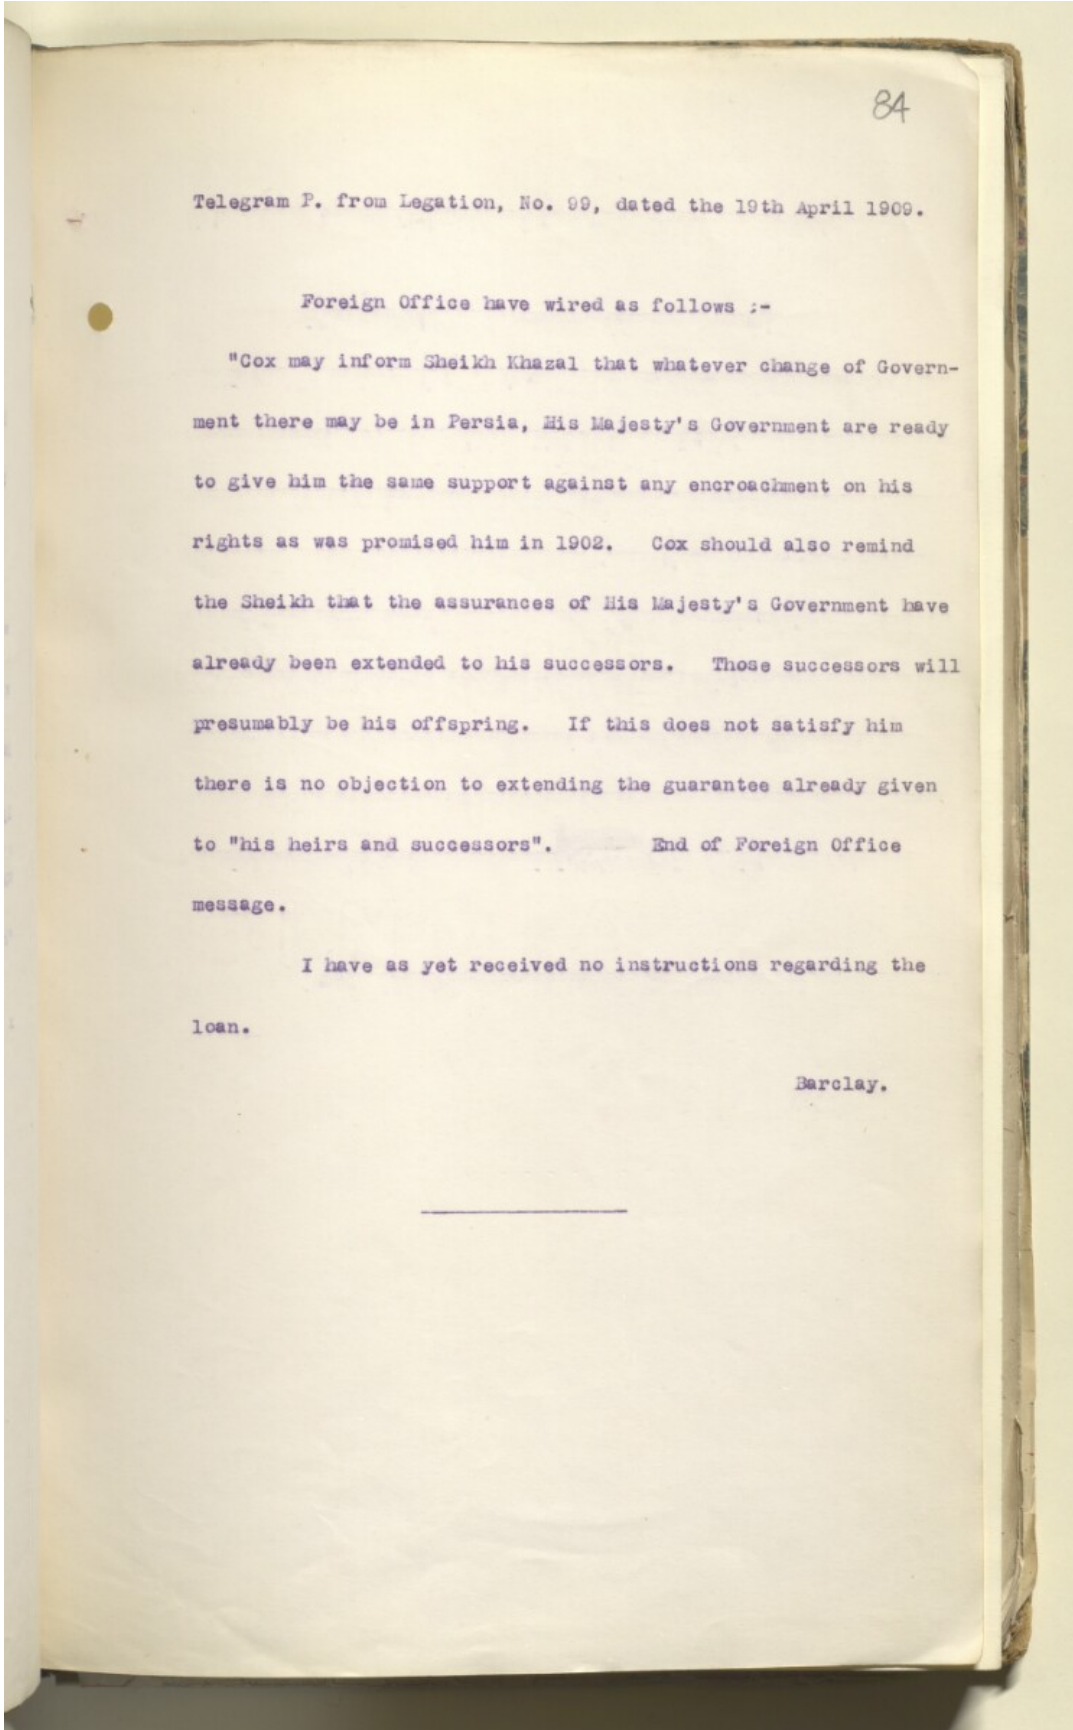 84
Telegram P. from Legation, No. 99, dated the 19th April 1909.
Foreign Office have wired as follows ;-
"Cox may inform Sheikh Khazal that whatever change of Govern-
ment there may be in Persia, His Majesty's Government are ready
to give him the same support against any encroachment on his
rights as was promised him in 1902. Cox should also remind
the Sheikh that the assurances of His Majesty's Government have
already been extended to his successors. Those successors will
presumably be his offspring. If this does not satisfy him
there is no objection to extending the guarantee already given
to "his heirs and successors". End of Foreign Office
message.
I have as yet received no instructions regarding the
loan.
Barclay.